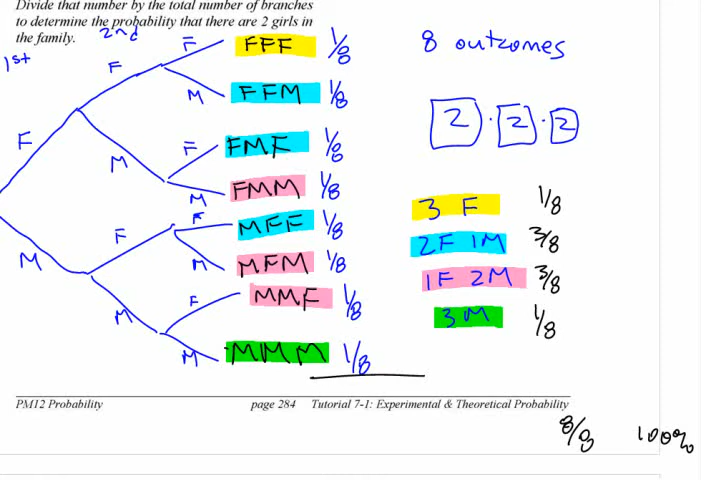 Divide that number by the total number of branches
to determine the probability that there are 2 girls in
the family.
1st
2nd
F
M
F
M
F
M
F
M
F
M
F
M
F
M
FFF 1/8
FFM 1/8
FMF 1/8
FMM 1/8
MFF 1/8
MFM 1/8
MMF 1/8
MMM 1/8
8 outcomes
2 · 2 · 2
3 F 1/8
2F 1M 3/8
1F 2M 3/8
3M 1/8
PM12 Probability page 284 Tutorial 7-1: Experimental & Theoretical Probability
8/8 100%